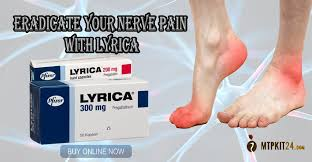 ERADICATE YOUR NERVE PAIN
WITH LYRICA
Pfizer
LYRICA
200 mg
pregabalin
Pfizer
LYRICA
300 mg
BUY ONLINE NOW
MTPKIT24.com